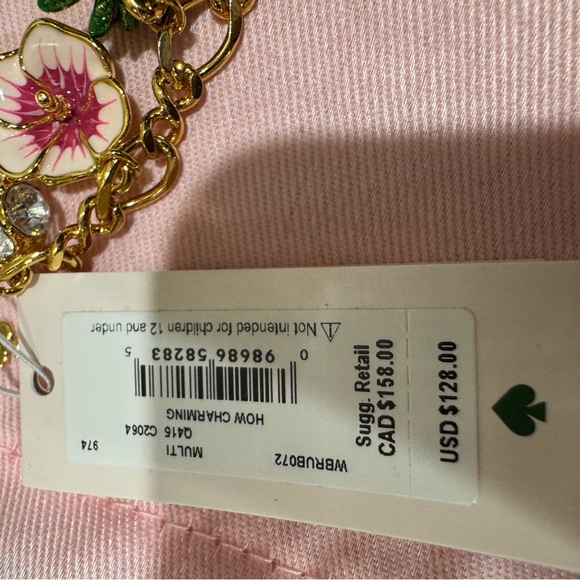 WBRUB072
MULTI 974
Q415 C2064
HOW CHARMING
0 98686 58283 5
⚠ Not intended for children 12 and under
Sugg. Retail
CAD $158.00
USD $128.00